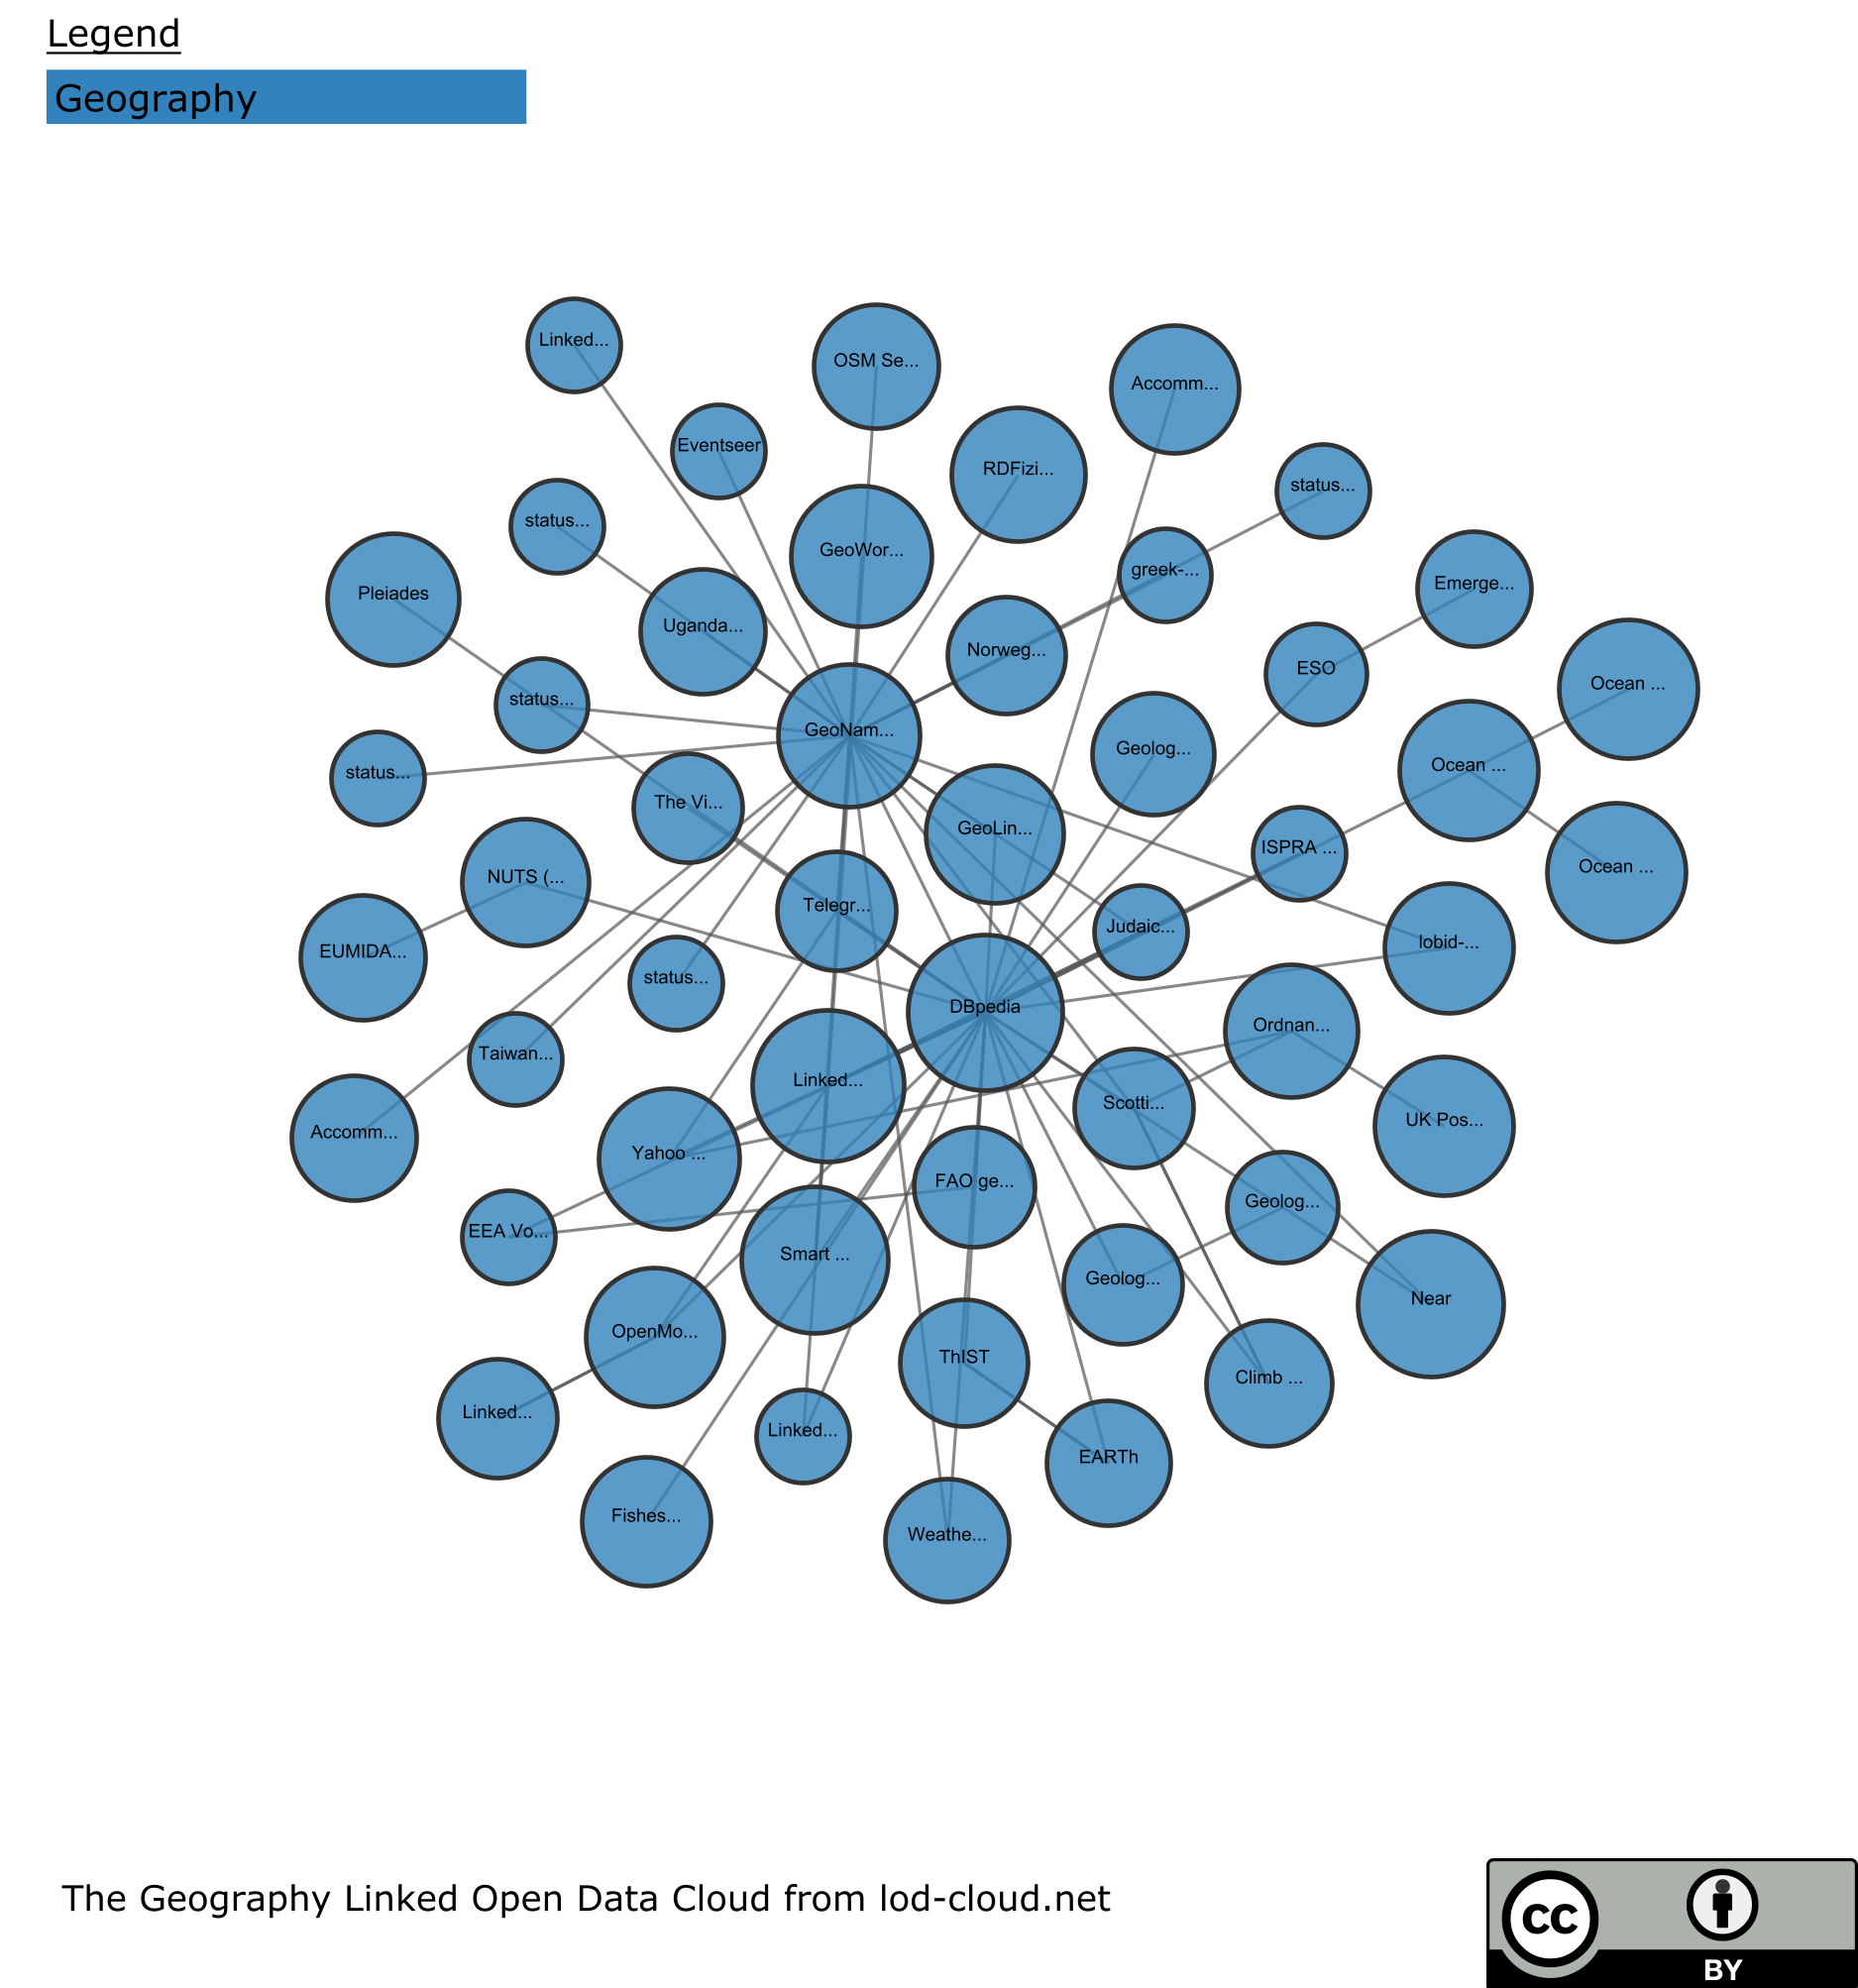 Legend
Geography
Linked...
OSM Se...
Accomm...
Eventseer
RDFizi...
status...
status...
GeoWor...
greek-...
Emerge...
Pleiades
Uganda...
Norweg...
ESO
Ocean ...
status...
GeoNam...
Geolog...
Ocean ...
status...
The Vi...
GeoLin...
ISPRA ...
Ocean ...
NUTS (...
Telegr...
Judaic...
lobid-...
EUMIDA...
status...
DBpedia
Ordnan...
Taiwan...
Linked...
Scotti...
UK Pos...
Accomm...
Yahoo ...
FAO ge...
Geolog...
EEA Vo...
Smart ...
Geolog...
Near
OpenMo...
ThIST
Climb ...
Linked...
Linked...
EARTh
Fishes...
Weathe...
The Geography Linked Open Data Cloud from lod-cloud.net
cc
BY